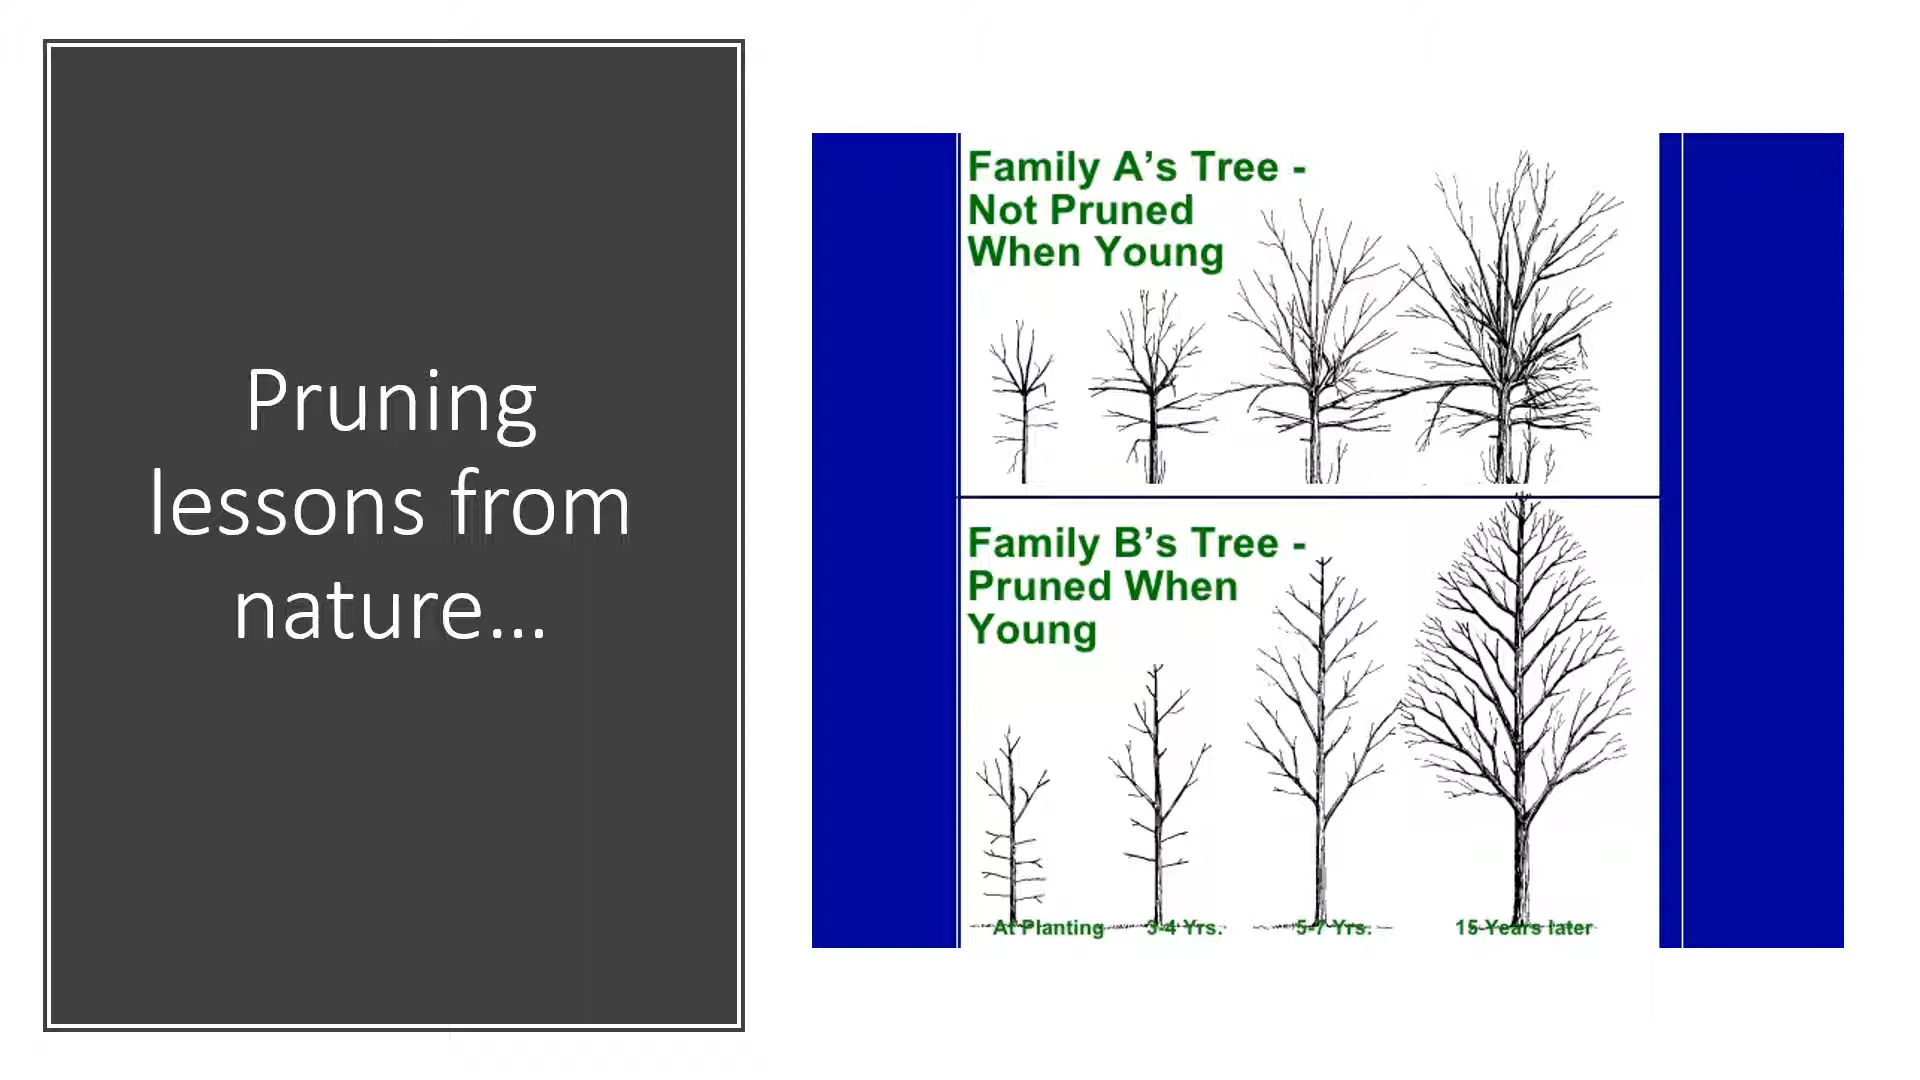 Pruning
lessons from
nature...
Family A’s Tree -
Not Pruned
When Young
Family B’s Tree -
Pruned When
Young
At Planting 3-4 Yrs. 5-7 Yrs. 15 Years later